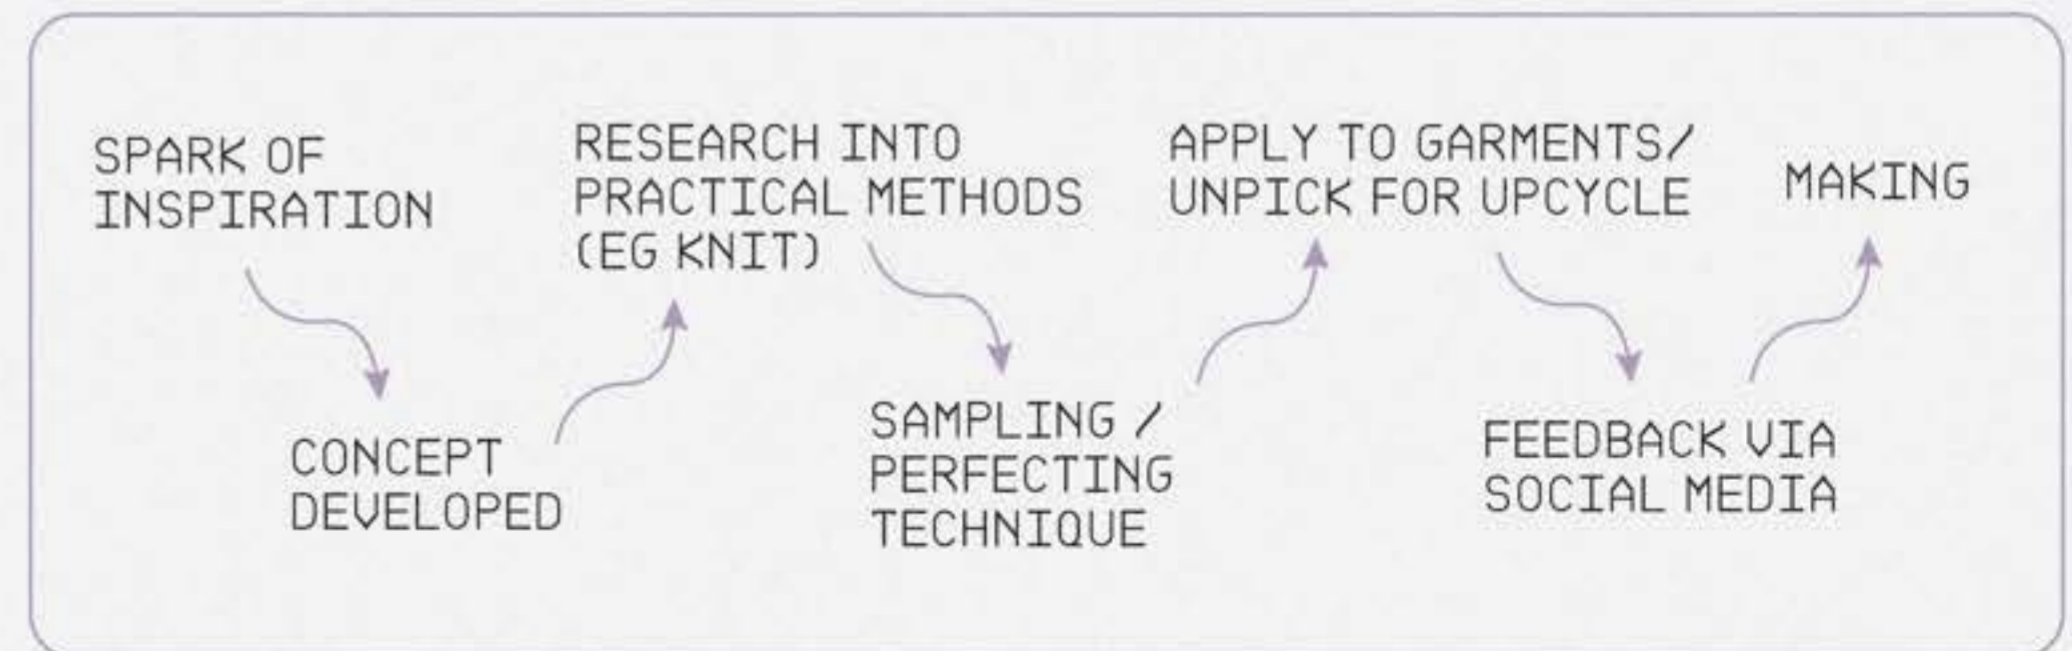 SPARK OF
INSPIRATION
CONCEPT
DEVELOPED
RESEARCH INTO
PRACTICAL METHODS
(EG KNIT)
SAMPLING /
PERFECTING
TECHNIQUE
APPLY TO GARMENTS/
UNPICK FOR UPCYCLE
FEEDBACK VIA
SOCIAL MEDIA
MAKING